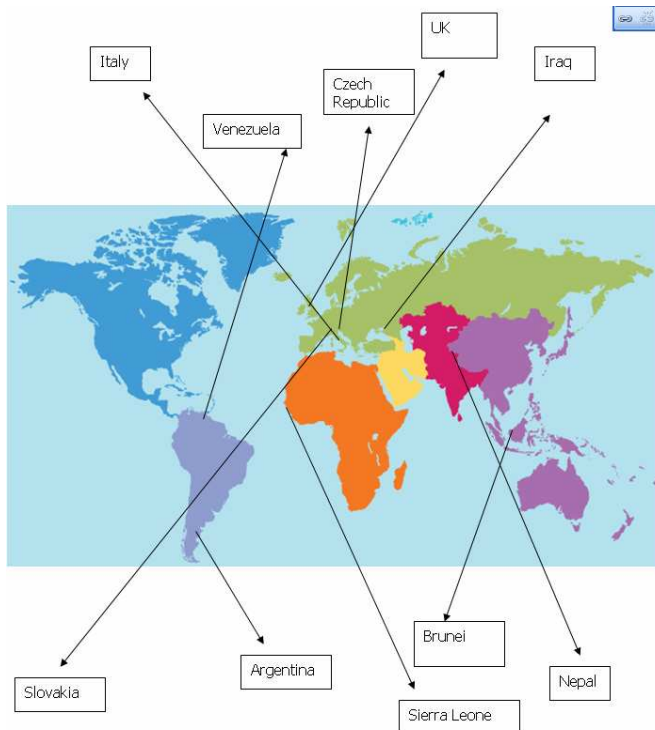 UK
Italy
Iraq
Czech
Republic
Venezuela
Brunei
Argentina
Nepal
Slovakia
Sierra Leone